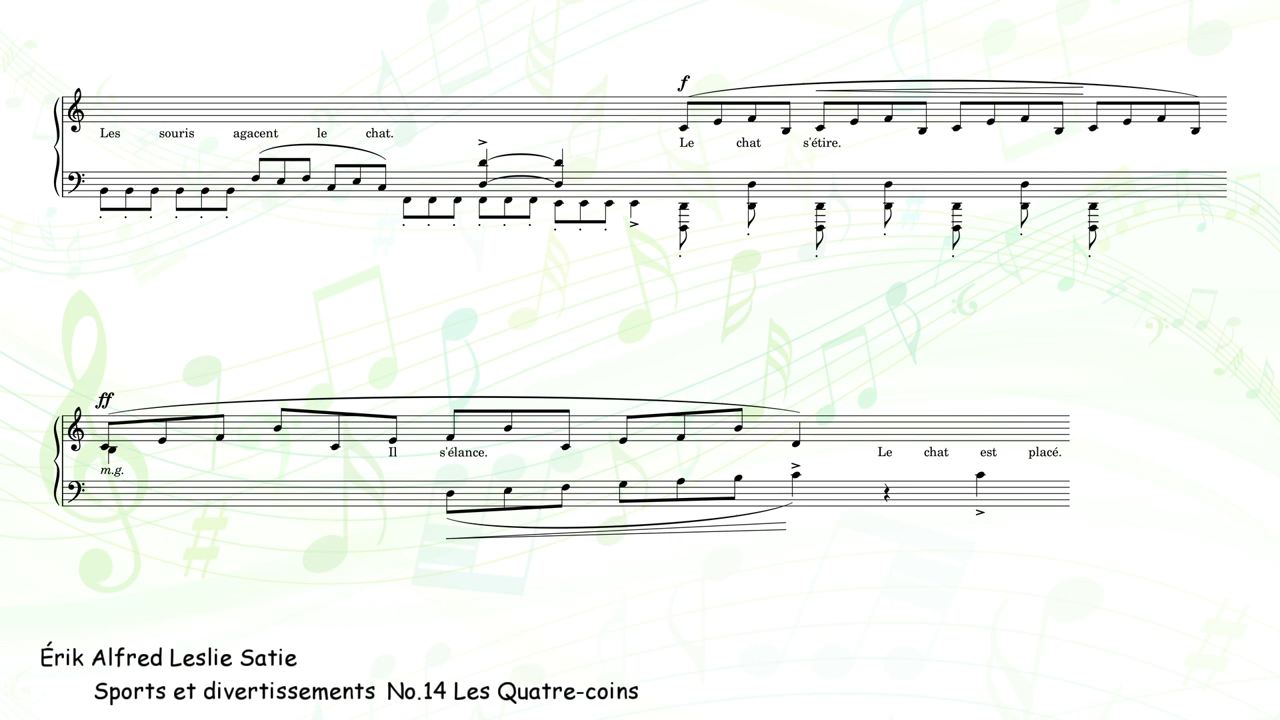 f
Les souris agacent le chat.
Le chat s'étire.
ff
Il s'élance.
Le chat est placé.
m.g.
Érik Alfred Leslie Satie
Sports et divertissements No.14 Les Quatre-coins